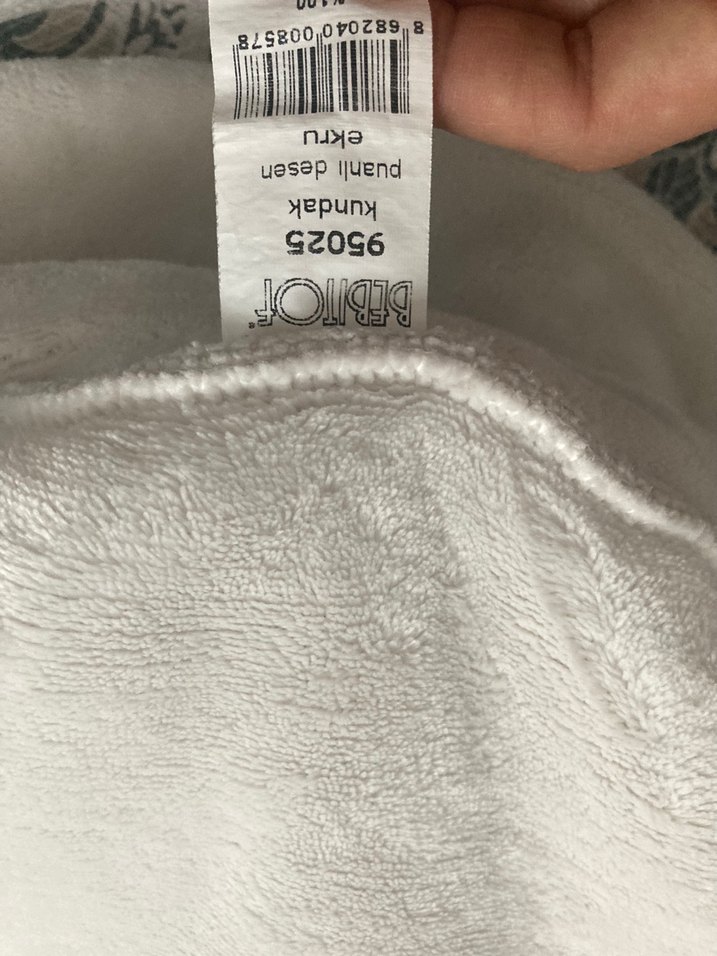 BEBITOF®
95025
kundak
puanlı desen
ekru
8 682040 008578